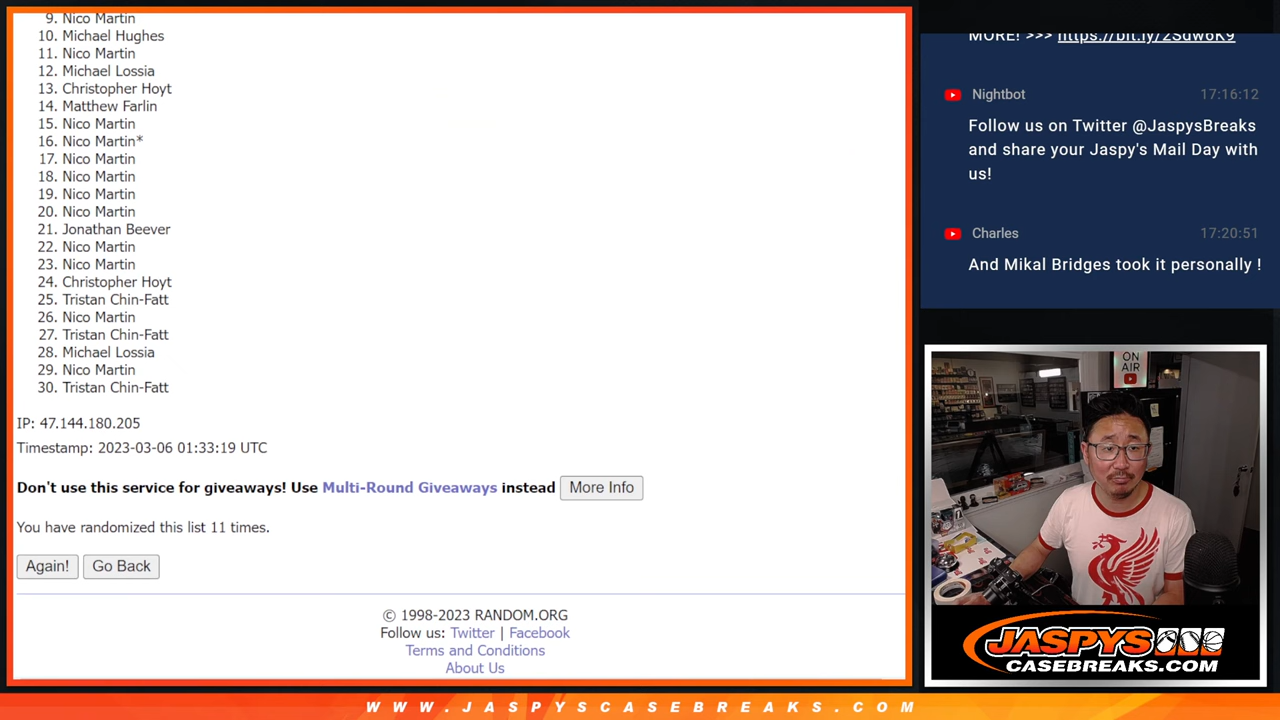 9. Nico Martin
10. Michael Hughes
11. Nico Martin
12. Michael Lossia
13. Christopher Hoyt
14. Matthew Farlin
15. Nico Martin
16. Nico Martin*
17. Nico Martin
18. Nico Martin
19. Nico Martin
20. Nico Martin
21. Jonathan Beever
22. Nico Martin
23. Nico Martin
24. Christopher Hoyt
25. Tristan Chin-Fatt
26. Nico Martin
27. Tristan Chin-Fatt
28. Michael Lossia
29. Nico Martin
30. Tristan Chin-Fatt
IP: 47.144.180.205
Timestamp: 2023-03-06 01:33:19 UTC
Don't use this service for giveaways! Use Multi-Round Giveaways instead More Info
You have randomized this list 11 times.
Again! Go Back
© 1998-2023 RANDOM.ORG
Follow us: Twitter | Facebook
Terms and Conditions
About Us
MORE! >>> https://bit.ly/2Sdw6K9
Nightbot 17:16:12
Follow us on Twitter @JaspysBreaks
and share your Jaspy's Mail Day with
us!
Charles 17:20:51
And Mikal Bridges took it personally !
ON
AIR
JASPYS
CASEBREAKS.COM
WWW.JASPYSCASEBREAKS.COM